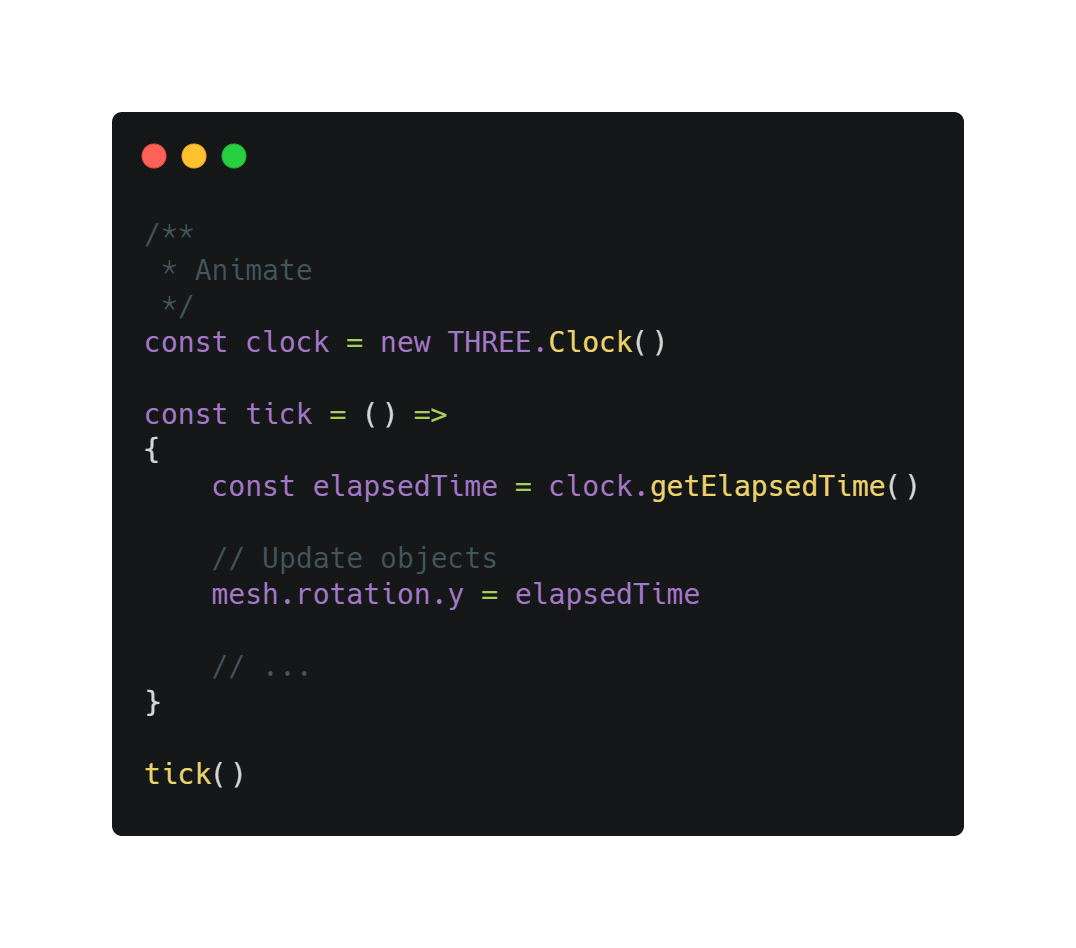 /**
 * Animate
 */
const clock = new THREE.Clock()

const tick = () =>
{
    const elapsedTime = clock.getElapsedTime()

    // Update objects
    mesh.rotation.y = elapsedTime

    // ...
}

tick()